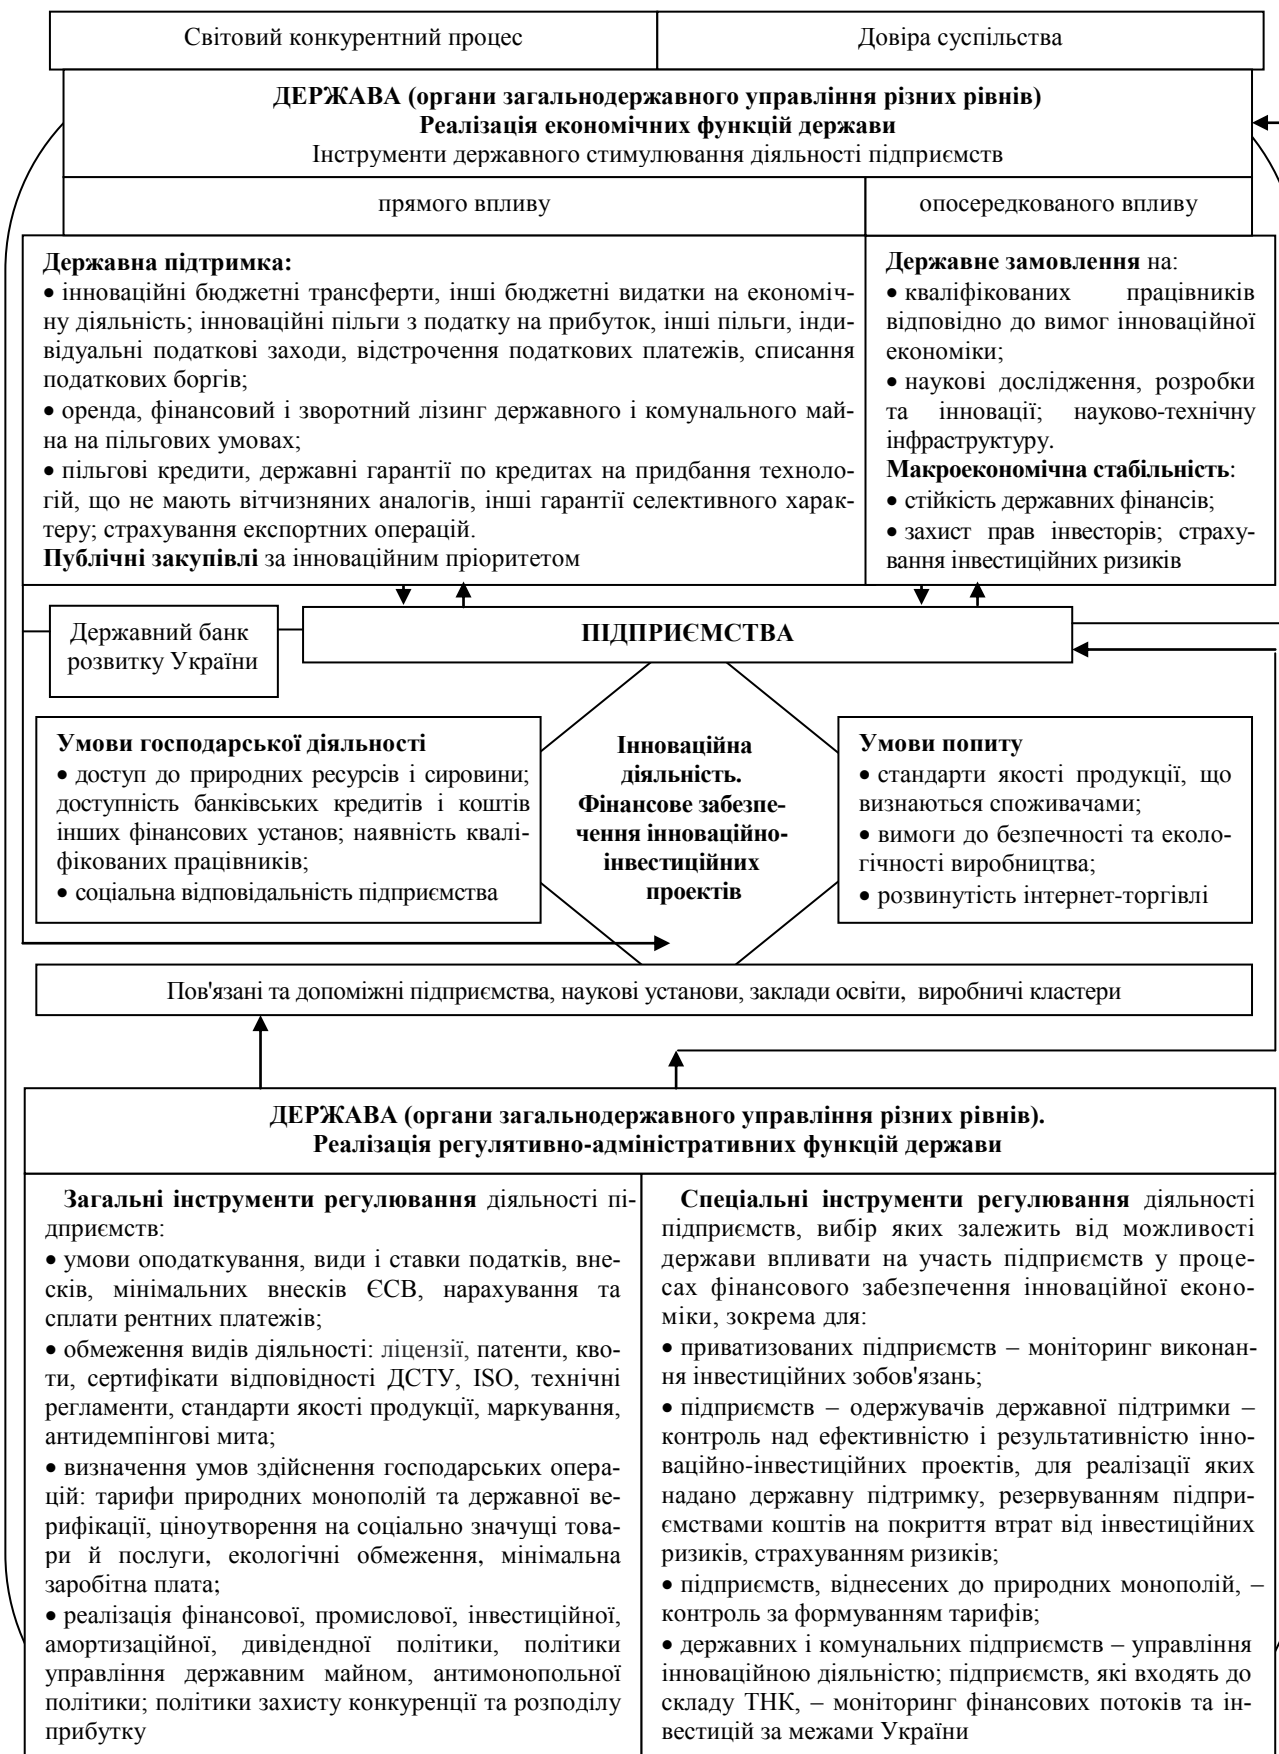 Світовий конкурентний процес
Довіра суспільства
ДЕРЖАВА (органи загальнодержавного управління різних рівнів)
Реалізація економічних функцій держави
Інструменти державного стимулювання діяльності підприємств
прямого впливу
опосередкованого впливу
Державна підтримка:
• інноваційні бюджетні трансферти, інші бюджетні видатки на економіч-
ну діяльність; інноваційні пільги з податку на прибуток, інші пільги, інди-
відуальні податкові заходи, відстрочення податкових платежів, списання
податкових боргів;
• оренда, фінансовий і зворотний лізинг державного і комунального май-
на на пільгових умовах;
• пільгові кредити, державні гарантії по кредитах на придбання техноло-
гій, що не мають вітчизняних аналогів, інші гарантії селективного харак-
теру; страхування експортних операцій.
Публічні закупівлі за інноваційним пріоритетом
Державне замовлення на:
• кваліфікованих працівників
відповідно до вимог інноваційної
економіки;
• наукові дослідження, розробки
та інновації; науково-технічну
інфраструктуру.
Макроекономічна стабільність:
• стійкість державних фінансів;
• захист прав інвесторів; страху-
вання інвестиційних ризиків
Державний банк
розвитку України
ПІДПРИЄМСТВА
Умови господарської діяльності
• доступ до природних ресурсів і сировини;
доступність банківських кредитів і коштів
інших фінансових установ; наявність квалі-
фікованих працівників;
• соціальна відповідальність підприємства
Інноваційна
діяльність.
Фінансове забезпе-
чення інноваційно-
інвестиційних
проектів
Умови попиту
• стандарти якості продукції, що
визнаються споживачами;
• вимоги до безпечності та еколо-
гічності виробництва;
• розвинутість інтернет-торгівлі
Пов'язані та допоміжні підприємства, наукові установи, заклади освіти, виробничі кластери
ДЕРЖАВА (органи загальнодержавного управління різних рівнів).
Реалізація регулятивно-адміністративних функцій держави
Загальні інструменти регулювання діяльності пі-
дприємств:
• умови оподаткування, види і ставки податків, вне-
сків, мінімальних внесків ЄСВ, нарахування та
сплати рентних платежів;
• обмеження видів діяльності: ліцензії, патенти, кво-
ти, сертифікати відповідності ДСТУ, ISO, технічні
регламенти, стандарти якості продукції, маркування,
антидемпінгові мита;
• визначення умов здійснення господарських опера-
цій: тарифи природних монополій та державної ве-
рифікації, ціноутворення на соціально значущі това-
ри й послуги, екологічні обмеження, мінімальна
заробітна плата;
• реалізація фінансової, промислової, інвестиційної,
амортизаційної, дивідендної політики, політики
управління державним майном, антимонопольної
політики; політики захисту конкуренції та розподілу
прибутку
Спеціальні інструменти регулювання діяльності
підприємств, вибір яких залежить від можливості
держави впливати на участь підприємств у проце-
сах фінансового забезпечення інноваційної еконо-
міки, зокрема для:
• приватизованих підприємств – моніторинг виконан-
ня інвестиційних зобов'язань;
• підприємств – одержувачів державної підтримки –
контроль над ефективністю і результативністю інно-
ваційно-інвестиційних проектів, для реалізації яких
надано державну підтримку, резервуванням підпри-
ємствами коштів на покриття втрат від інвестиційних
ризиків, страхуванням ризиків;
• підприємств, віднесених до природних монополій, –
контроль за формуванням тарифів;
• державних і комунальних підприємств – управління
інноваційною діяльністю; підприємств, які входять до
складу ТНК, – моніторинг фінансових потоків та ін-
вестицій за межами України